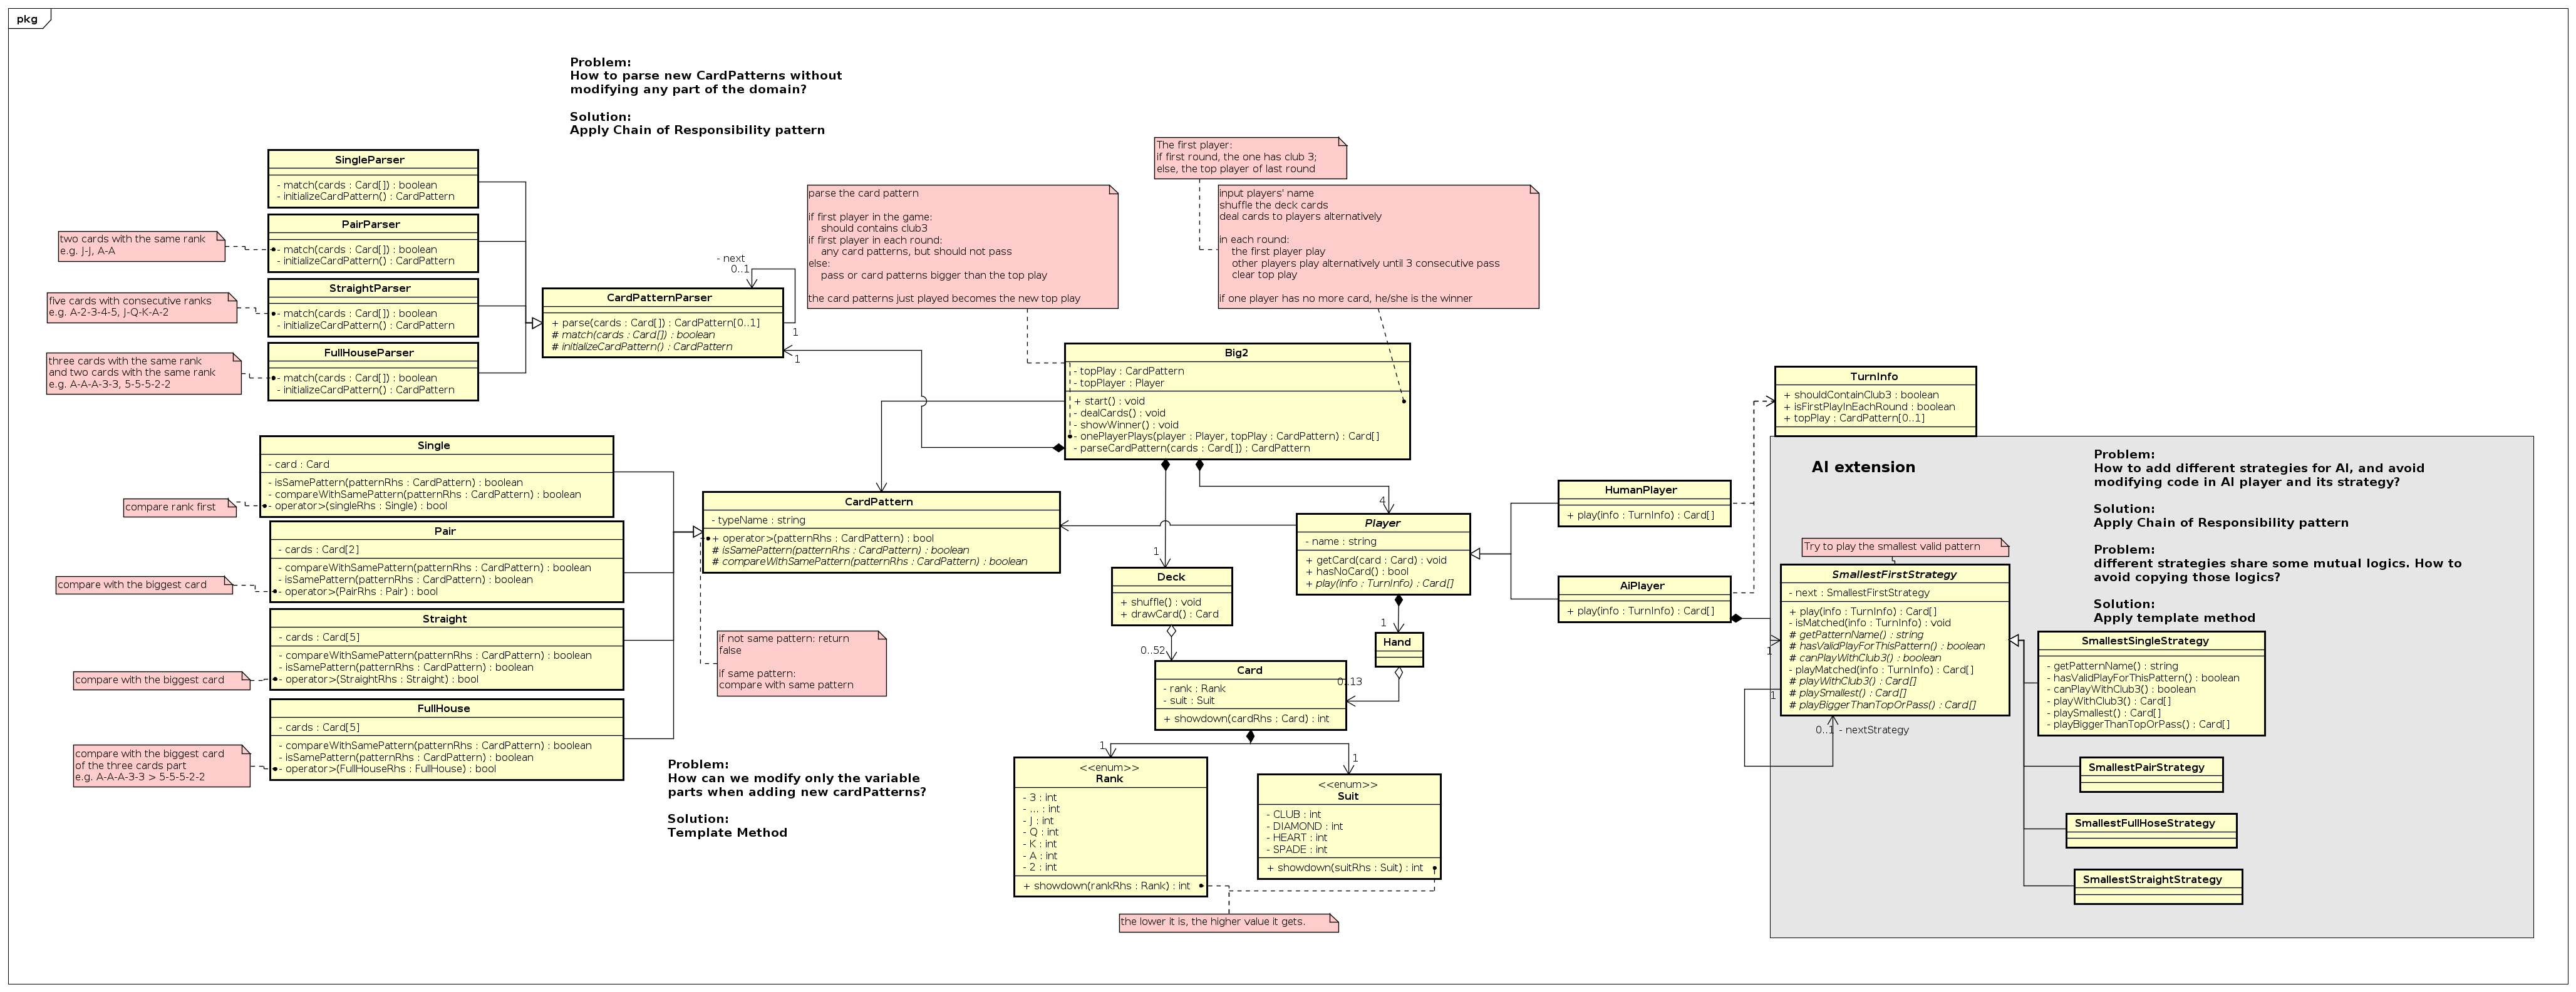 pkg
Problem:
How to parse new CardPatterns without
modifying any part of the domain?
Solution:
Apply Chain of Responsibility pattern
SingleParser
- match(cards : Card[]) : boolean
- initializeCardPattern() : CardPattern
PairParser
- match(cards : Card[]) : boolean
- initializeCardPattern() : CardPattern
StraightParser
- match(cards : Card[]) : boolean
- initializeCardPattern() : CardPattern
FullHouseParser
- match(cards : Card[]) : boolean
- initializeCardPattern() : CardPattern
two cards with the same rank
e.g. J-J, A-A
five cards with consecutive ranks
e.g. A-2-3-4-5, J-Q-K-A-2
three cards with the same rank
and two cards with the same rank
e.g. A-A-A-3-3, 5-5-5-2-2
- next
0..1
CardPatternParser
+ parse(cards : Card[]) : CardPattern[0..1]
# match(cards : Card[]) : boolean
# initializeCardPattern() : CardPattern
1
1
parse the card pattern
if first player in the game:
should contains club3
if first player in each round:
any card patterns, but should not pass
else:
pass or card patterns bigger than the top play
the card patterns just played becomes the new top play
The first player:
if first round, the one has club 3;
else, the top player of last round
input players' name
shuffle the deck cards
deal cards to players alternatively
in each round:
the first player play
other players play alternatively until 3 consecutive pass
clear top play
if one player has no more card, he/she is the winner
Big2
- topPlay : CardPattern
- topPlayer : Player
+ start() : void
- dealCards() : void
- showWinner() : void
- onePlayerPlays(player : Player, topPlay : CardPattern) : Card[]
- parseCardPattern(cards : Card[]) : CardPattern
Single
- card : Card
- isSamePattern(patternRhs : CardPattern) : boolean
- compareWithSamePattern(patternRhs : CardPattern) : boolean
- operator>(singleRhs : Single) : bool
compare rank first
Pair
- cards : Card[2]
- compareWithSamePattern(patternRhs : CardPattern) : boolean
- isSamePattern(patternRhs : CardPattern) : boolean
- operator>(PairRhs : Pair) : bool
compare with the biggest card
Straight
- cards : Card[5]
- compareWithSamePattern(patternRhs : CardPattern) : boolean
- isSamePattern(patternRhs : CardPattern) : boolean
- operator>(StraightRhs : Straight) : bool
compare with the biggest card
FullHouse
- cards : Card[5]
- compareWithSamePattern(patternRhs : CardPattern) : boolean
- isSamePattern(patternRhs : CardPattern) : boolean
- operator>(FullHouseRhs : FullHouse) : bool
compare with the biggest card
of the three cards part
e.g. A-A-A-3-3 > 5-5-5-2-2
CardPattern
- typeName : string
+ operator>(patternRhs : CardPattern) : bool
# isSamePattern(patternRhs : CardPattern) : boolean
# compareWithSamePattern(patternRhs : CardPattern) : boolean
if not same pattern: return
false
if same pattern:
compare with same pattern
Problem:
How can we modify only the variable
parts when adding new cardPatterns?
Solution:
Template Method
1
Deck
+ shuffle() : void
+ drawCard() : Card
0..52
4
Player
- name : string
+ getCard(card : Card) : void
+ hasNoCard() : bool
+ play(info : TurnInfo) : Card[]
1
Hand
0..13
Card
- rank : Rank
- suit : Suit
+ showdown(cardRhs : Card) : int
1
1
<<enum>>
Rank
- 3 : int
- ... : int
- J : int
- Q : int
- K : int
- A : int
- 2 : int
+ showdown(rankRhs : Rank) : int
<<enum>>
Suit
- CLUB : int
- DIAMOND : int
- HEART : int
- SPADE : int
+ showdown(suitRhs : Suit) : int
the lower it is, the higher value it gets.
HumanPlayer
+ play(info : TurnInfo) : Card[]
AiPlayer
+ play(info : TurnInfo) : Card[]
TurnInfo
+ shouldContainClub3 : boolean
+ isFirstPlayInEachRound : boolean
+ topPlay : CardPattern[0..1]
AI extension
Problem:
How to add different strategies for AI, and avoid
modifying code in AI player and its strategy?
Solution:
Apply Chain of Responsibility pattern
Problem:
different strategies share some mutual logics. How to
avoid copying those logics?
Solution:
Apply template method
Try to play the smallest valid pattern
SmallestFirstStrategy
- next : SmallestFirstStrategy
+ play(info : TurnInfo) : Card[]
- isMatched(info : TurnInfo) : void
# getPatternName() : string
# hasValidPlayForThisPattern() : boolean
# canPlayWithClub3() : boolean
- playMatched(info : TurnInfo) : Card[]
# playWithClub3() : Card[]
# playSmallest() : Card[]
# playBiggerThanTopOrPass() : Card[]
1
1
0..1 - nextStrategy
SmallestSingleStrategy
- getPatternName() : string
- hasValidPlayForThisPattern() : boolean
- canPlayWithClub3() : boolean
- playWithClub3() : Card[]
- playSmallest() : Card[]
- playBiggerThanTopOrPass() : Card[]
SmallestPairStrategy
SmallestFullHoseStrategy
SmallestStraightStrategy